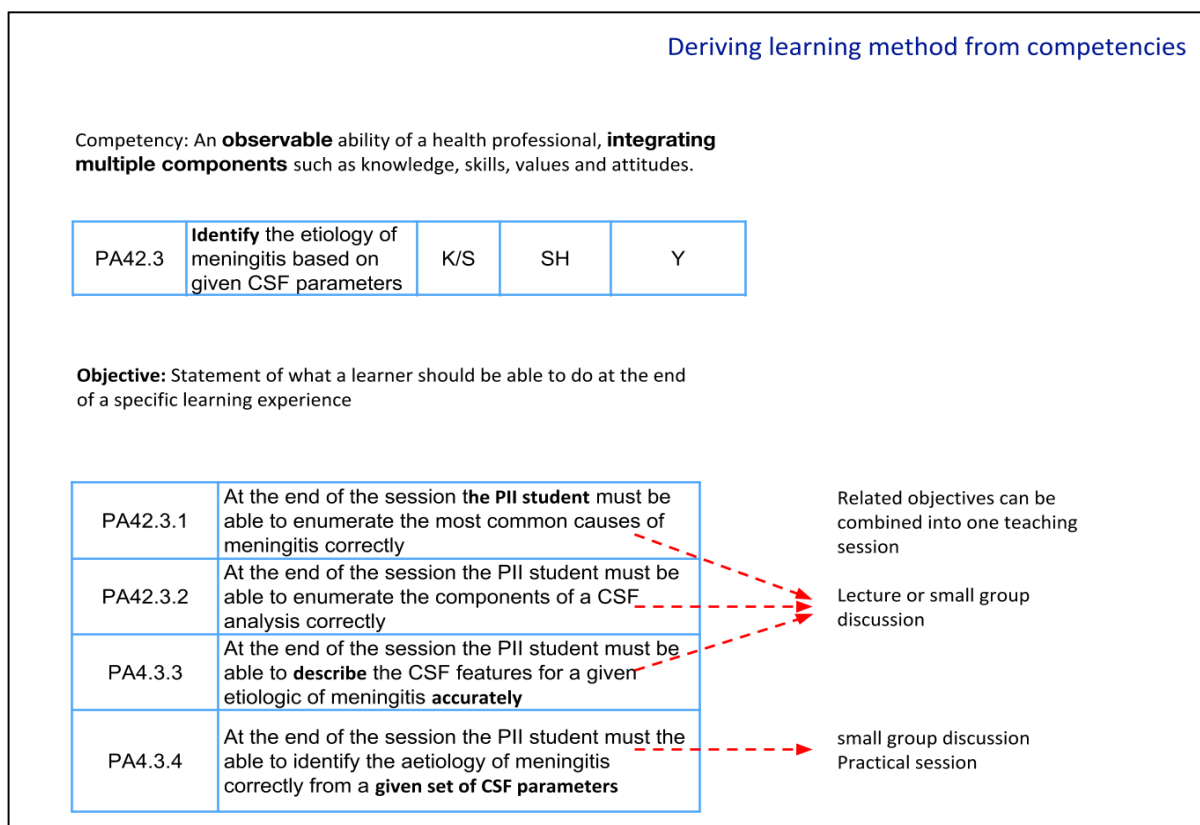 Deriving learning method from competencies
Competency: An observable ability of a health professional, integrating
multiple components such as knowledge, skills, values and attitudes.
PA42.3
Identify the etiology of
meningitis based on
given CSF parameters
K/S
SH
Y
Objective: Statement of what a learner should be able to do at the end
of a specific learning experience
PA42.3.1
At the end of the session the PII student must be
able to enumerate the most common causes of
meningitis correctly
PA42.3.2
At the end of the session the PII student must be
able to enumerate the components of a CSF
analysis correctly
PA4.3.3
At the end of the session the PII student must be
able to describe the CSF features for a given
etiologic of meningitis accurately
PA4.3.4
At the end of the session the PII student must the
able to identify the aetiology of meningitis
correctly from a given set of CSF parameters
Related objectives can be
combined into one teaching
session
Lecture or small group
discussion
small group discussion
Practical session